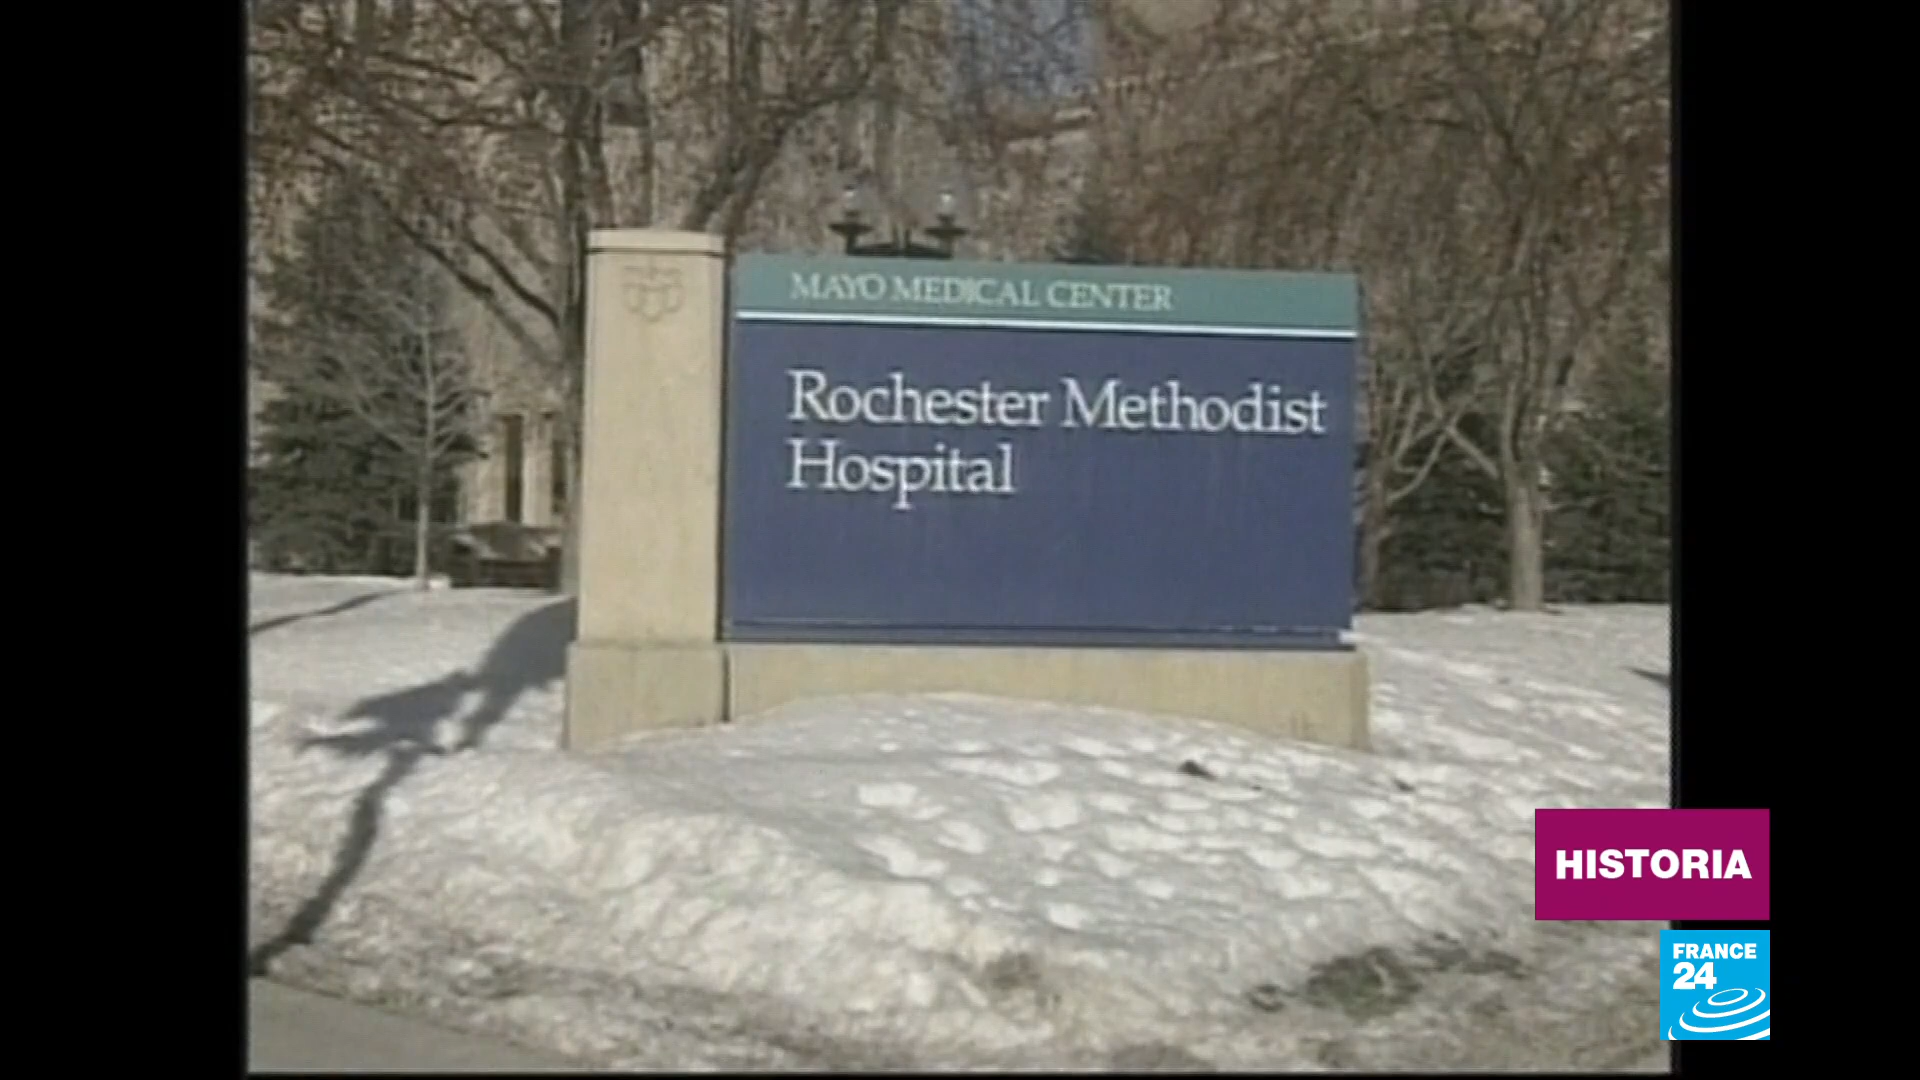 MAYO MEDICAL CENTER
Rochester Methodist
Hospital
HISTORIA
FRANCE
24